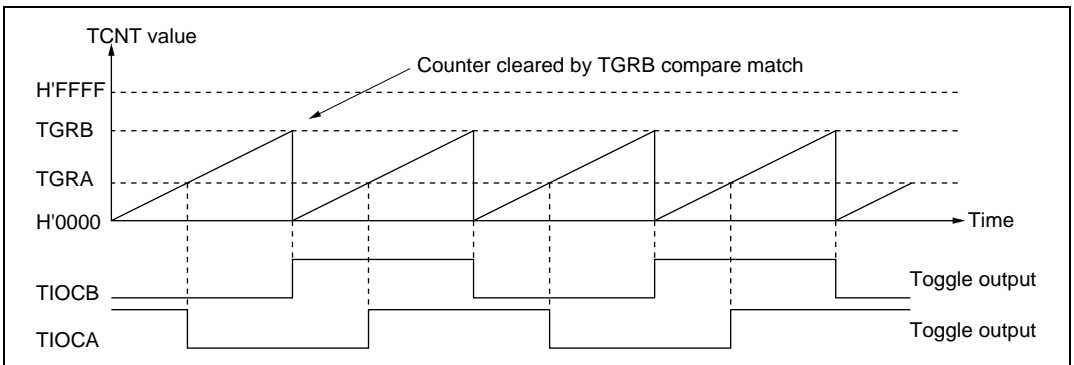 TCNT value
Counter cleared by TGRB compare match
H'FFFF
TGRB
TGRA
H'0000
Time
TIOCB
Toggle output
TIOCA
Toggle output